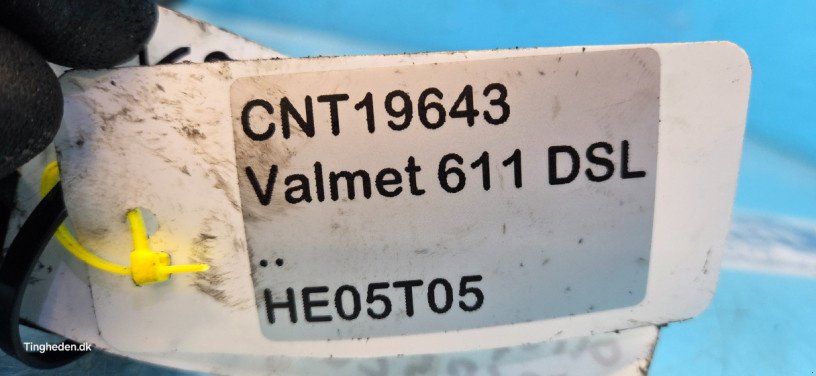 CNT19643
Valmet 611 DSL
..
HE05T05
Tingheden.dk